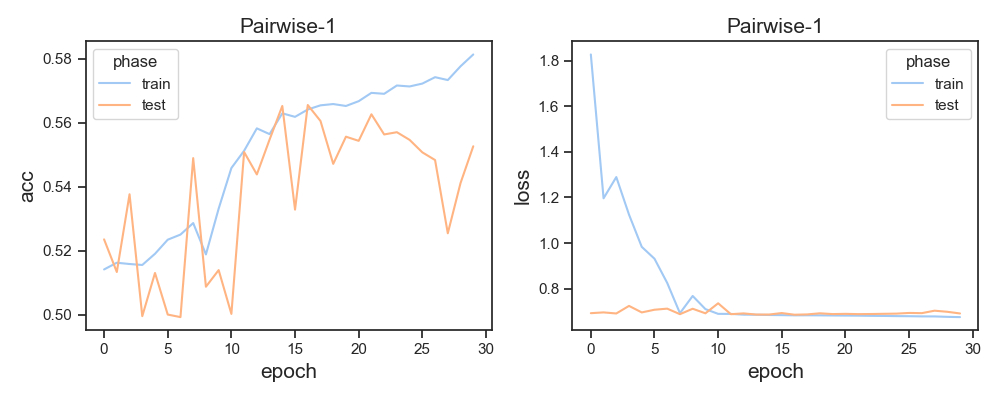 Pairwise-1
acc
0.58
0.56
0.54
0.52
0.50
phase
train
test
0 5 10 15 20 25 30
epoch
Pairwise-1
loss
1.8
1.6
1.4
1.2
1.0
0.8
phase
train
test
0 5 10 15 20 25 30
epoch